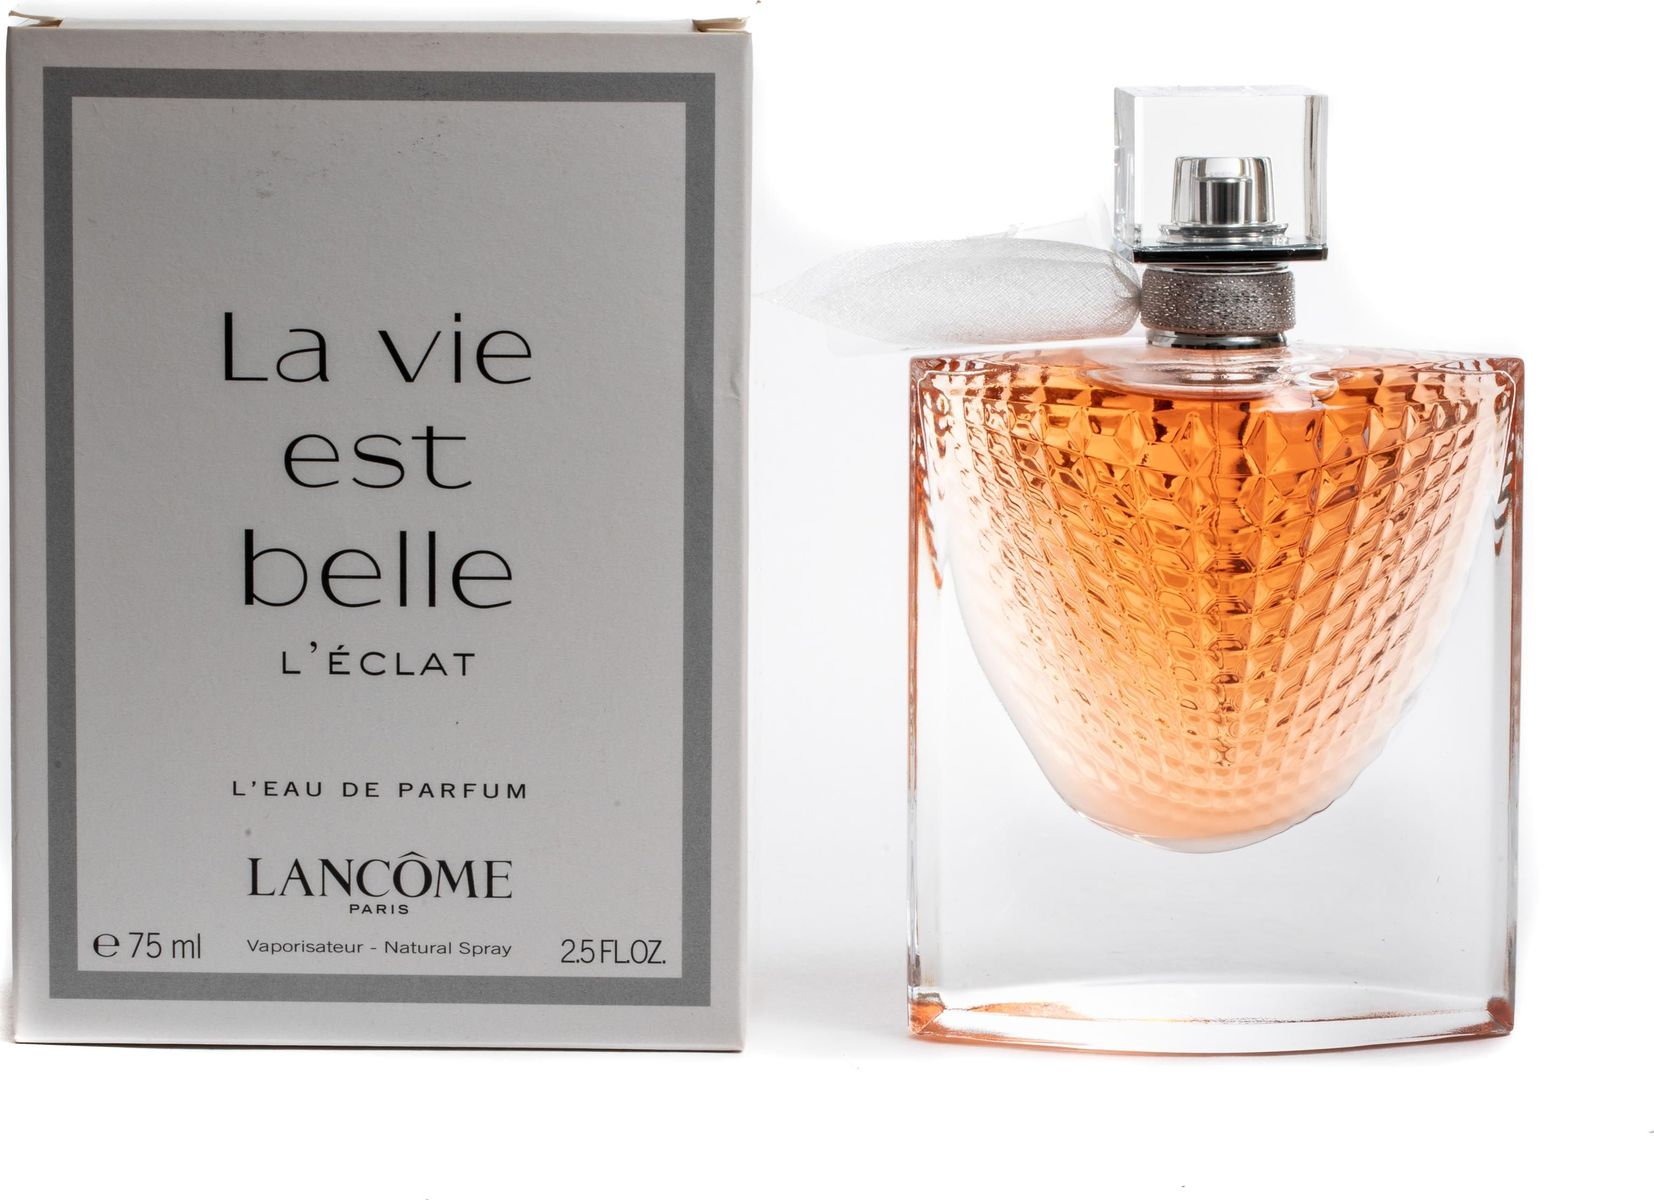 La vie
est
belle
L'ÉCLAT
L'EAU DE PARFUM
LANCÔME
PARIS
℮ 75 ml Vaporisateur - Natural Spray 2.5 FL.OZ.